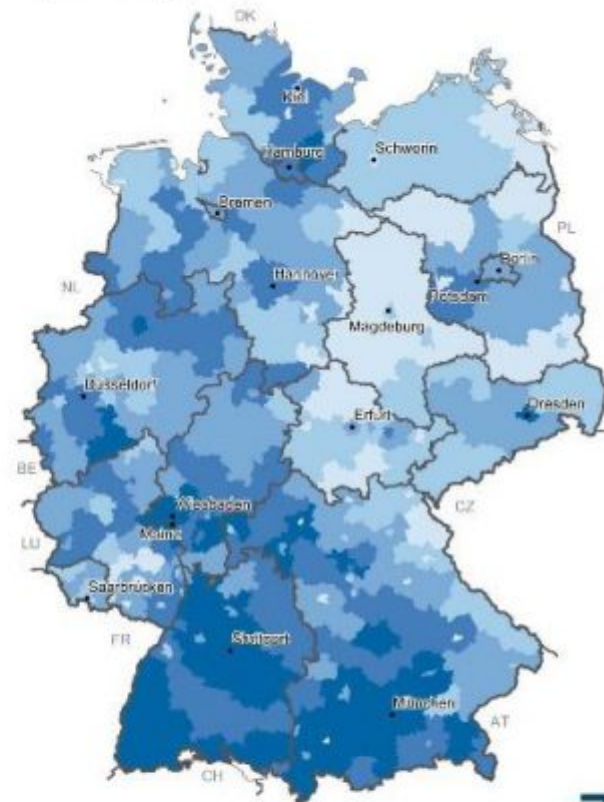 DK
Kiel
Schwerin
Hamburg
Bremen
PL
Berlin
Hannover
Potsdam
NL
Magdeburg
Düsseldorf
Dresden
Erfurt
BE
Wiesbaden
CZ
LU
Mainz
Saarbrücken
FR
Stuttgart
München
AT
CH